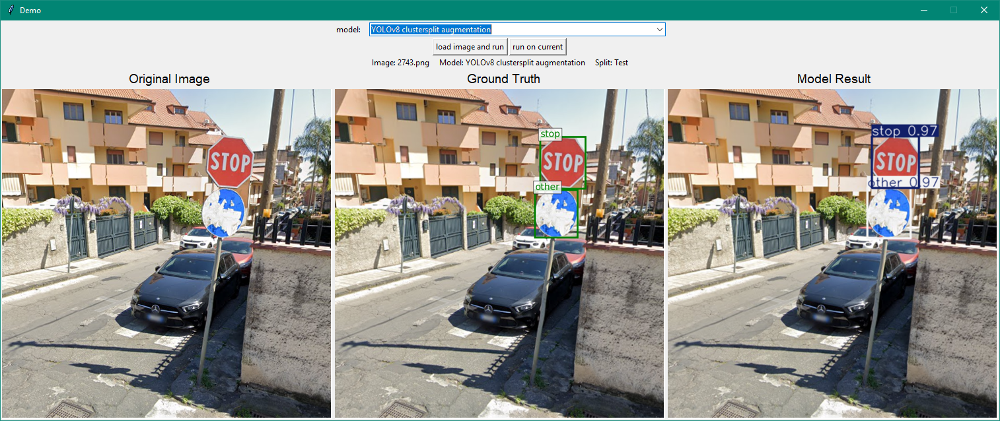 Demo
model: YOLOv8 clustersplit augmentation
load image and run run on current
Image: 2743.png Model: YOLOv8 clustersplit augmentation Split: Test
Original Image Ground Truth Model Result
STOP
stop
STOP
other
stop 0.97
STOP
other 0.97